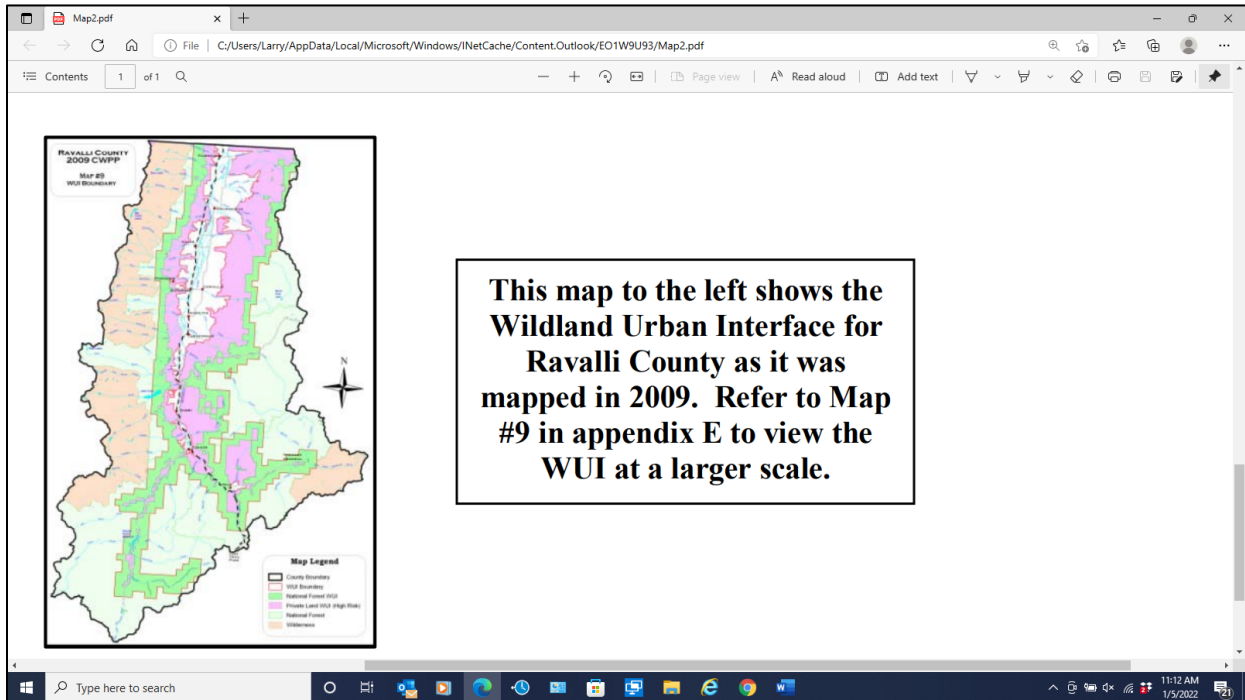 Map2.pdf
File
C:/Users/Larry/AppData/Local/Microsoft/Windows/INetCache/Content.Outlook/EO1W9U93/Map2.pdf
Contents
1
of 1
Page view
Read aloud
Add text
RAVALLI COUNTY
2009 CWPP
MAP #9
WUI BOUNDARY
N
This map to the left shows the
Wildland Urban Interface for
Ravalli County as it was
mapped in 2009. Refer to Map
#9 in appendix E to view the
WUI at a larger scale.
Map Legend
County Boundary
WUI Boundary
National Forest WUI
Private Land WUI (High Risk)
National Forest
Wilderness
Type here to search
11:12 AM
1/5/2022
21